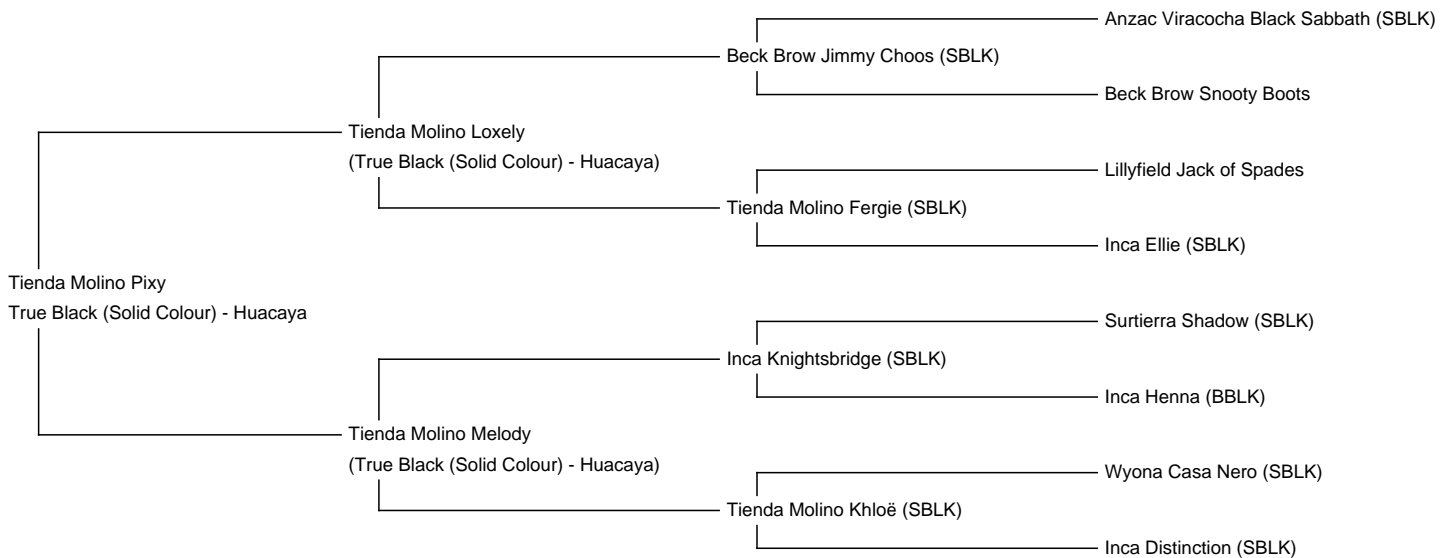 Anzac Viracocha Black Sabbath (SBLK)
Beck Brow Jimmy Choos (SBLK)
Beck Brow Snooty Boots
Tienda Molino Loxely
(True Black (Solid Colour) - Huacaya)
Lillyfield Jack of Spades
Tienda Molino Fergie (SBLK)
Inca Ellie (SBLK)
Tienda Molino Pixy
True Black (Solid Colour) - Huacaya
Surtierra Shadow (SBLK)
Inca Knightsbridge (SBLK)
Inca Henna (BBLK)
Tienda Molino Melody
(True Black (Solid Colour) - Huacaya)
Wyona Casa Nero (SBLK)
Tienda Molino Khloë (SBLK)
Inca Distinction (SBLK)